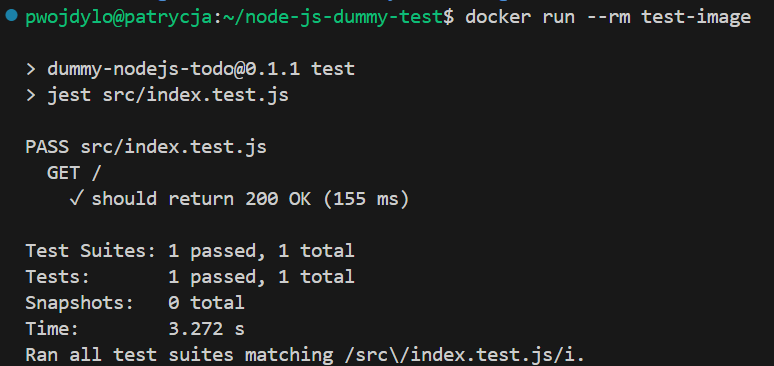 pwojdylo@patrycja:~/node-js-dummy-test$ docker run --rm test-image
> dummy-nodejs-todo@0.1.1 test
> jest src/index.test.js
PASS src/index.test.js
GET /
✓ should return 200 OK (155 ms)
Test Suites: 1 passed, 1 total
Tests: 1 passed, 1 total
Snapshots: 0 total
Time: 3.272 s
Ran all test suites matching /src\/index.test.js/i.